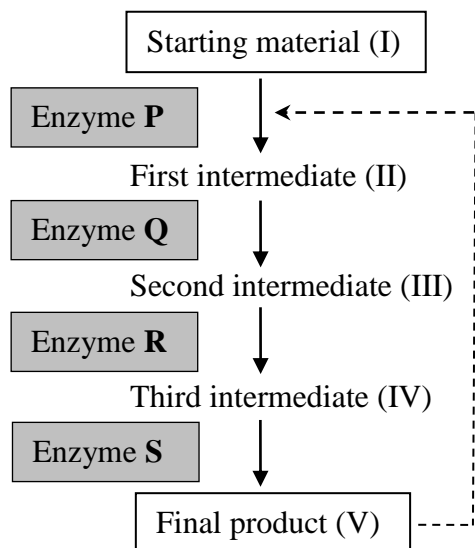 Starting material (I)
Enzyme P
First intermediate (II)
Enzyme Q
Second intermediate (III)
Enzyme R
Third intermediate (IV)
Enzyme S
Final product (V)